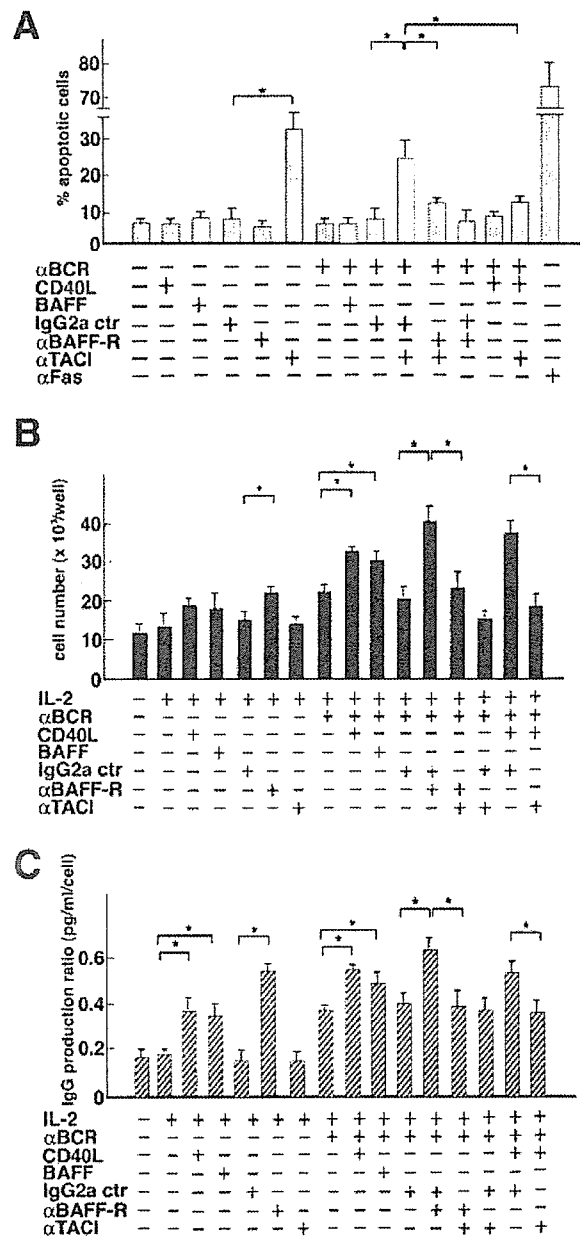 A
% apoptotic cells
80
70
30
20
10
0
* * * *
αBCR − − − − − − + + + + + + + + −
CD40L − + − − − − − − − − − − + + −
BAFF − − + − − − − + − − − − − − −
IgG2a ctr − − − + − − − − + + − + − − −
αBAFF-R − − − − + − − − − − + + − − −
αTACI − − − − − + − − − + + − − + −
αFas − − − − − − − − − − − − − − +
B
cell number (x 10³/well)
40
30
20
10
0
* * * * * *
IL-2 − + + + + + + + + + + + + + + +
αBCR − − − − − − − + + + + + + + + +
CD40L − − + − − − − − + − − − − − + +
BAFF − − − + − − − − − + − − − − − −
IgG2a ctr − − − − + − − − − − + + − + + −
αBAFF-R − − − − − + − − − − − + + − − −
αTACI − − − − − − + − − − − − + + − +
C
IgG production ratio (pg/ml/cell)
0.6
0.4
0.2
0
* * * * * * * *
IL-2 − + + + + + + + + + + + + + + +
αBCR − − − − − − − + + + + + + + + +
CD40L − − + − − − − − + − − − − − + +
BAFF − − − + − − − − − + − − − − − −
IgG2a ctr − − − − + − − − − − + + − + + −
αBAFF-R − − − − − + − − − − − + + − − −
αTACI − − − − − − + − − − − − + + − +